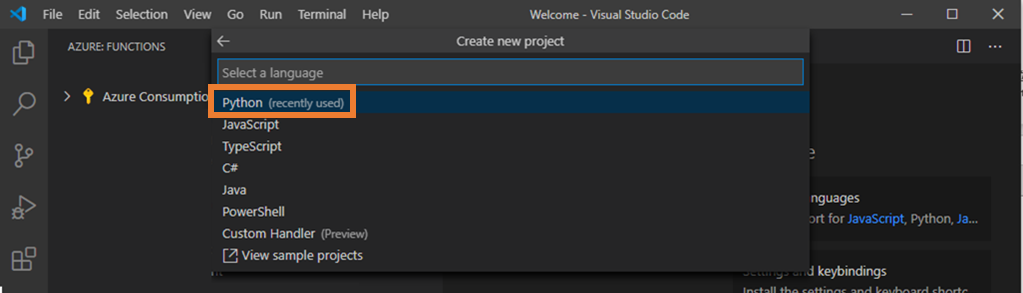 File Edit Selection View Go Run Terminal Help Welcome - Visual Studio Code
AZURE: FUNCTIONS
Create new project
Select a language
Azure Consumptio
Python (recently used)
JavaScript
TypeScript
C#
Java
PowerShell
Custom Handler (Preview)
View sample projects
nguages
ort for JavaScript, Python, Ja...
Settings and keybindings
Install the settings and keyboard shortc